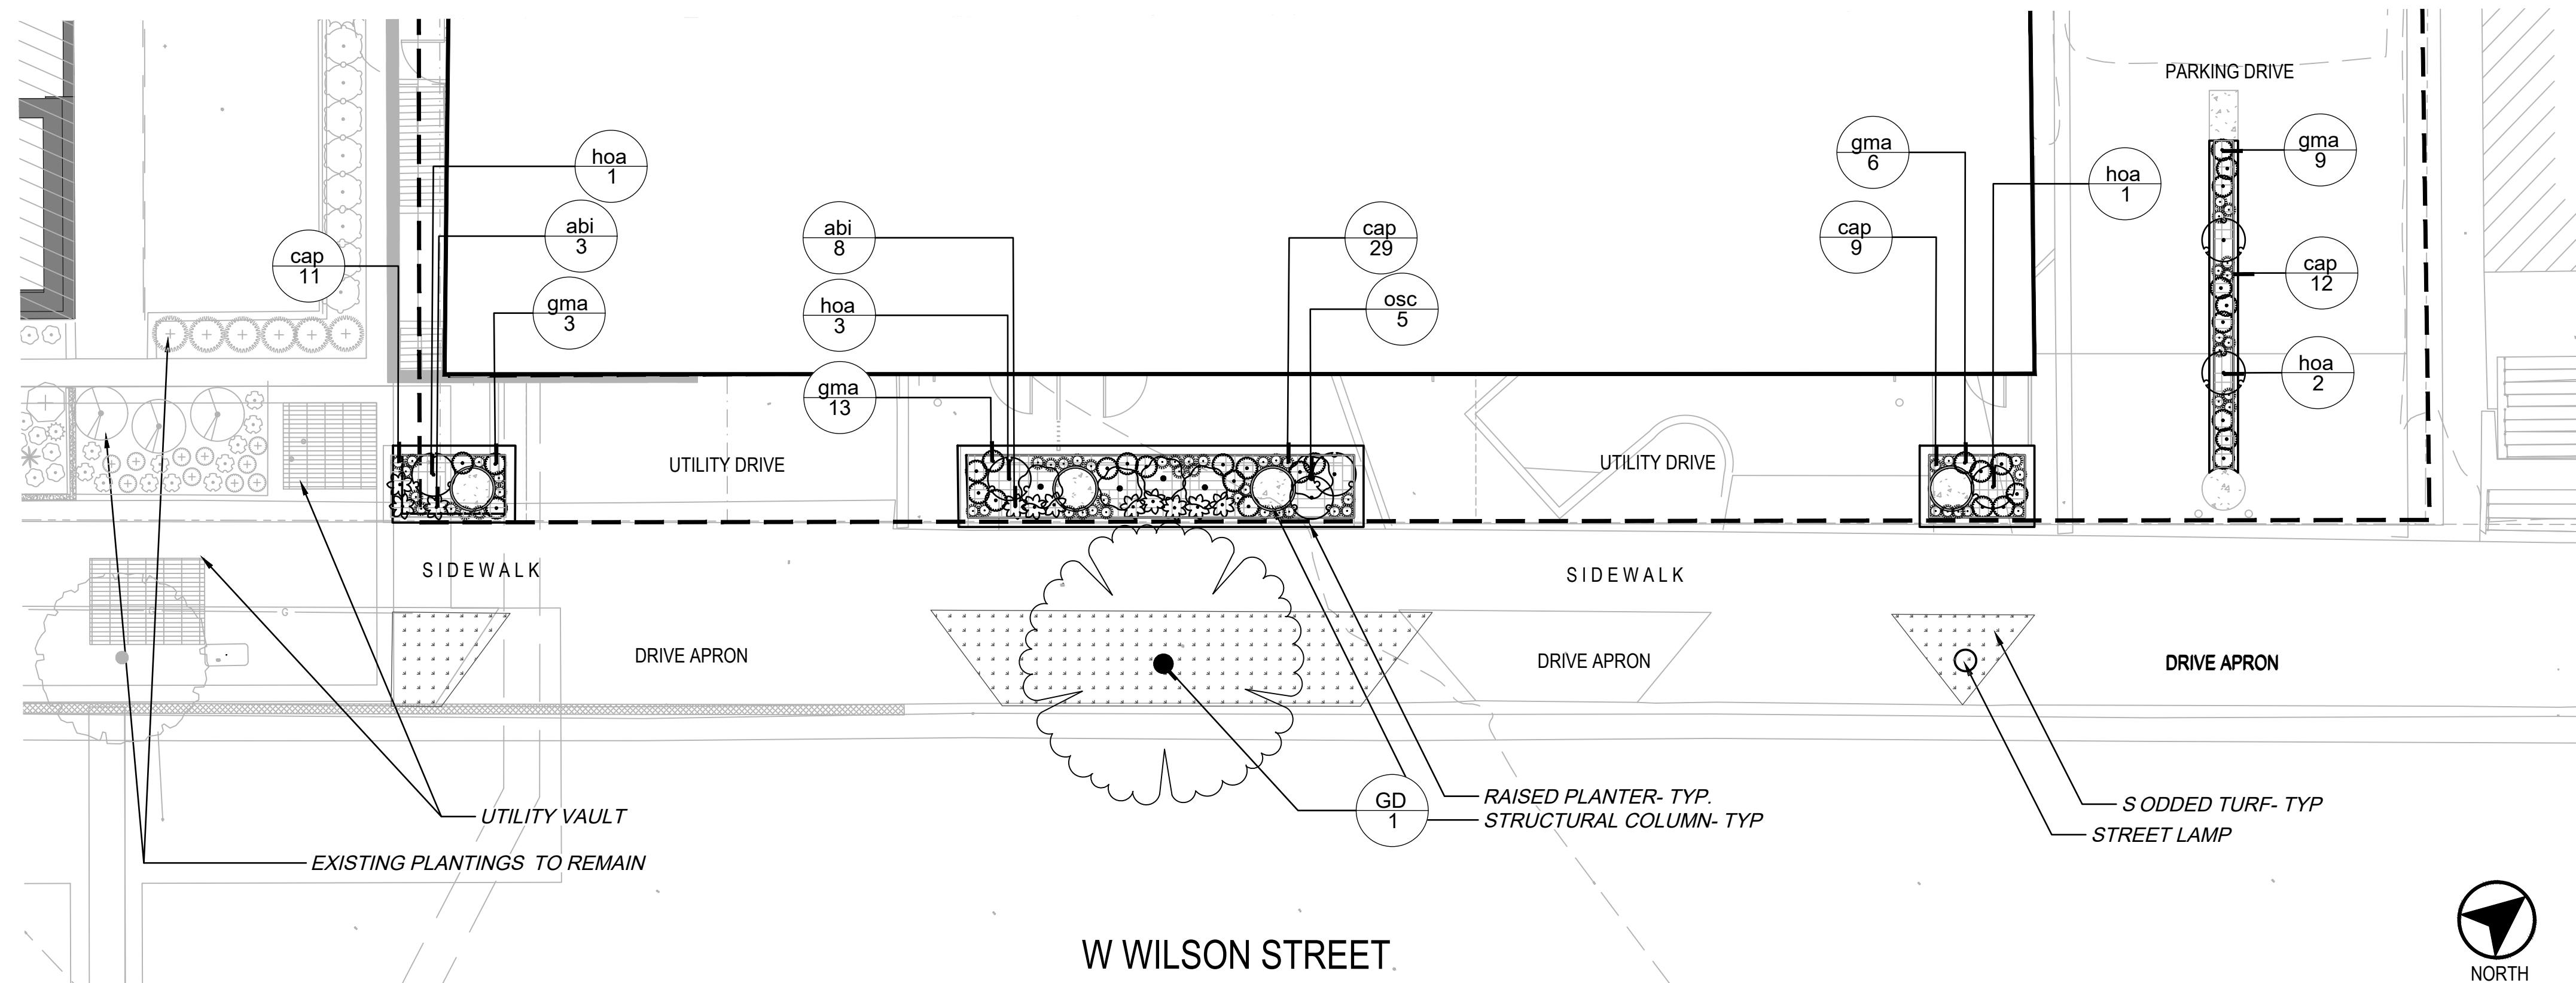 PARKING DRIVE
hoa
1
abi
3
cap
11
gma
3
abi
8
hoa
3
gma
13
cap
29
osc
5
gma
6
cap
9
hoa
1
gma
9
cap
12
hoa
2
UTILITY DRIVE
UTILITY DRIVE
SIDEWALK
SIDEWALK
G
DRIVE APRON
DRIVE APRON
DRIVE APRON
GD
1
UTILITY VAULT
EXISTING PLANTINGS TO REMAIN
RAISED PLANTER- TYP.
STRUCTURAL COLUMN- TYP
S ODDED TURF- TYP
STREET LAMP
W WILSON STREET
NORTH